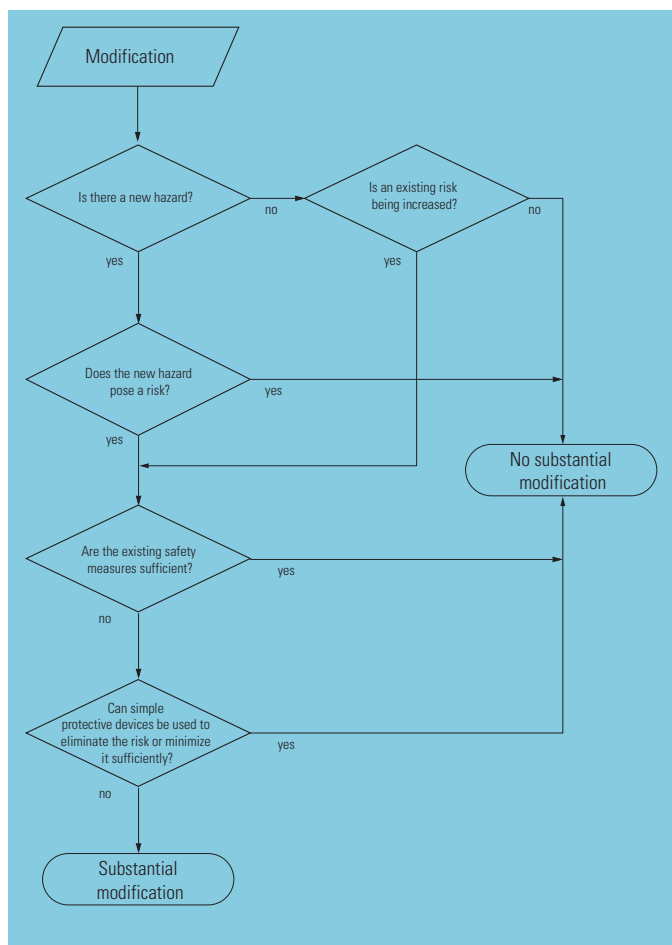 Modification
Is there a new hazard?
no
Is an existing risk
being increased?
no
yes
yes
Does the new hazard
pose a risk?
yes
yes
No substantial
modification
Are the existing safety
measures sufficient?
yes
no
Can simple
protective devices be used to
eliminate the risk or minimize
it sufficiently?
yes
no
Substantial
modification